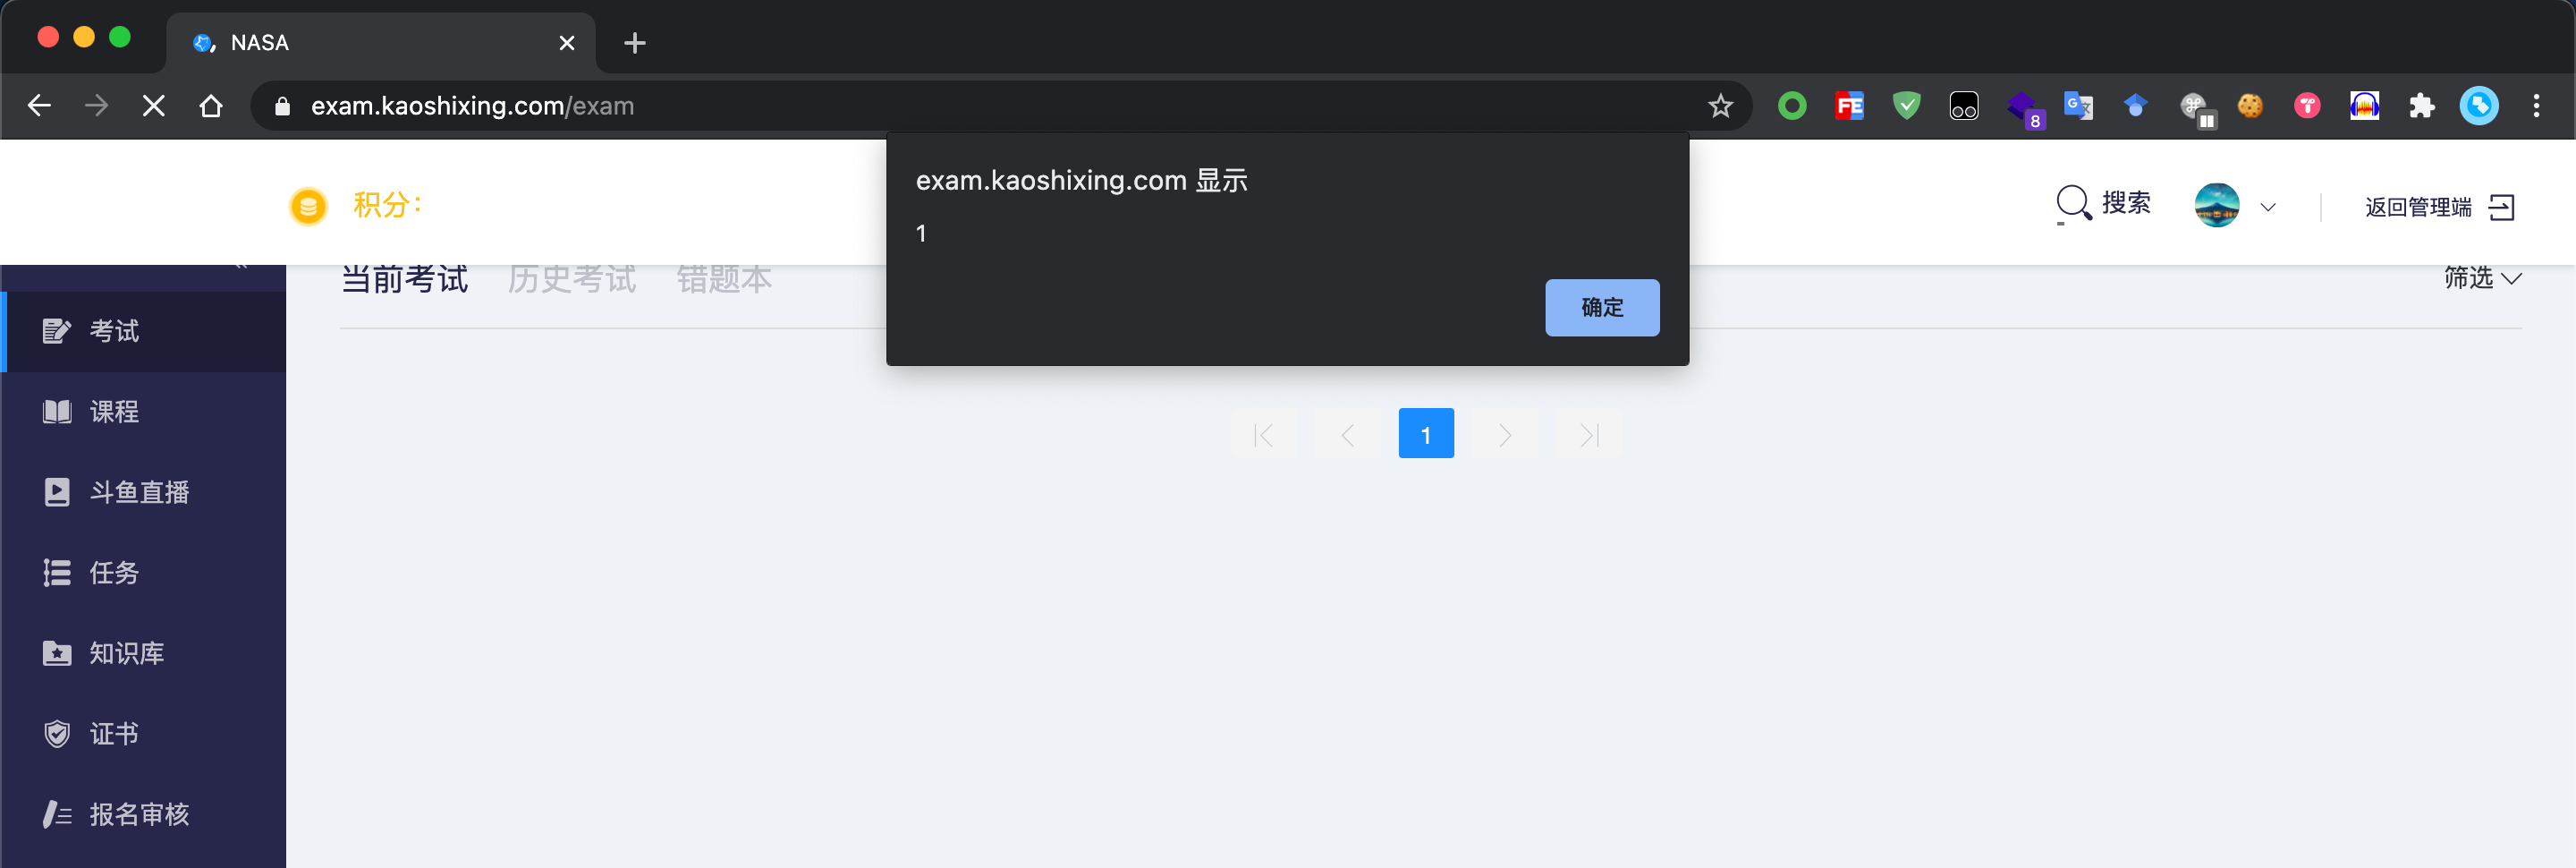 NASA
exam.kaoshixing.com/exam
FE
8
G
exam.kaoshixing.com 显示
1
确定
积分：
搜索
返回管理端
当前考试 历史考试 错题本
筛选
考试
课程
斗鱼直播
任务
知识库
证书
报名审核
1